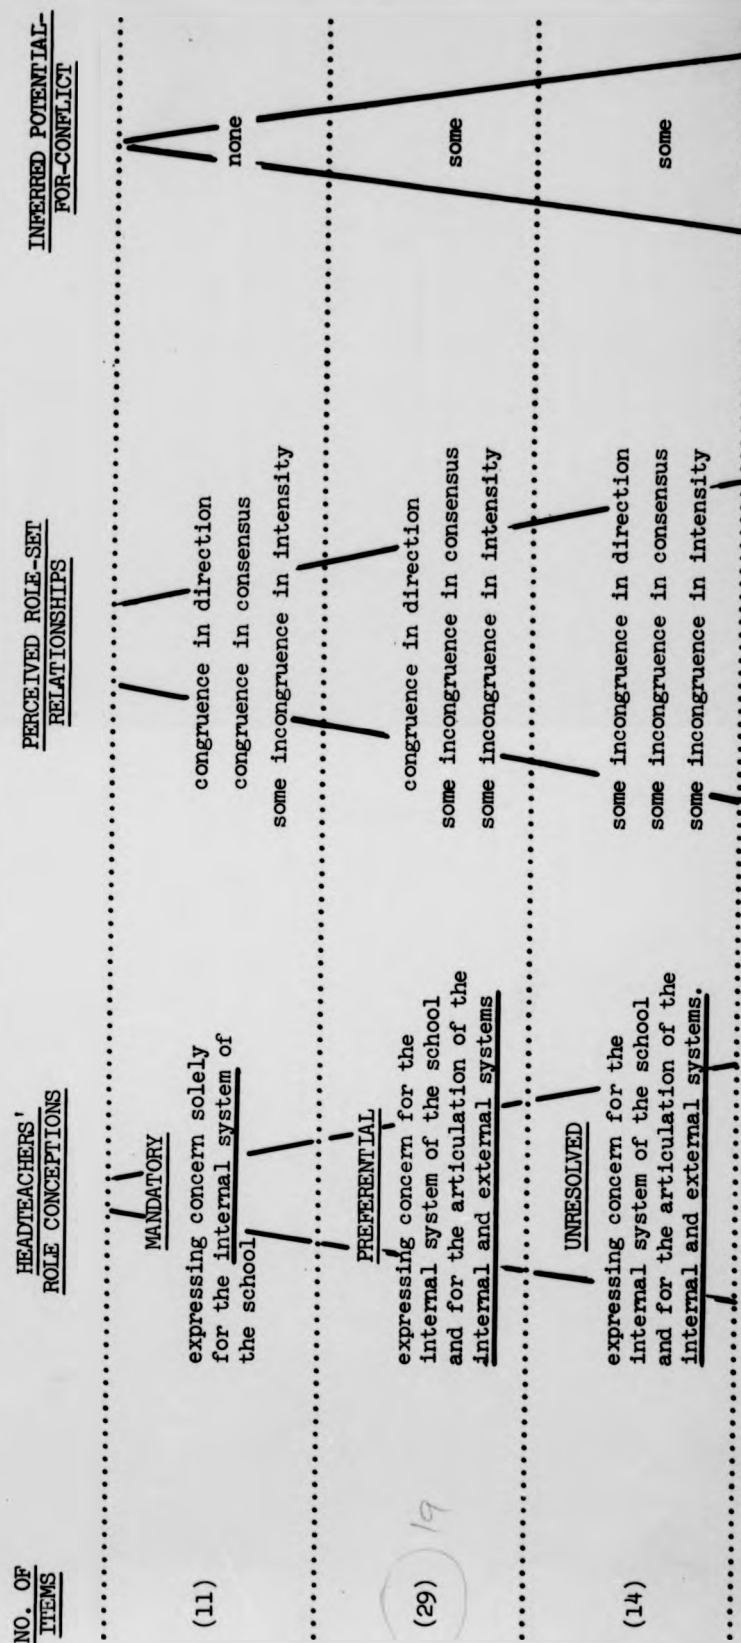 NO. OF
ITEMS
HEADTEACHERS'
ROLE CONCEPTIONS
PERCEIVED ROLE-SET
RELATIONSHIPS
INFERRED POTENTIAL-
FOR-CONFLICT
(11)
MANDATORY
expressing concern solely
for the internal system of
the school
congruence in direction
congruence in consensus
some incongruence in intensity
none
(29)
19
PREFERENTIAL
expressing concern for the
internal system of the school
and for the articulation of the
internal and external systems
congruence in direction
some incongruence in consensus
some incongruence in intensity
some
(14)
UNRESOLVED
expressing concern for the
internal system of the school
and for the articulation of the
internal and external systems.
some incongruence in direction
some incongruence in consensus
some incongruence in intensity
some